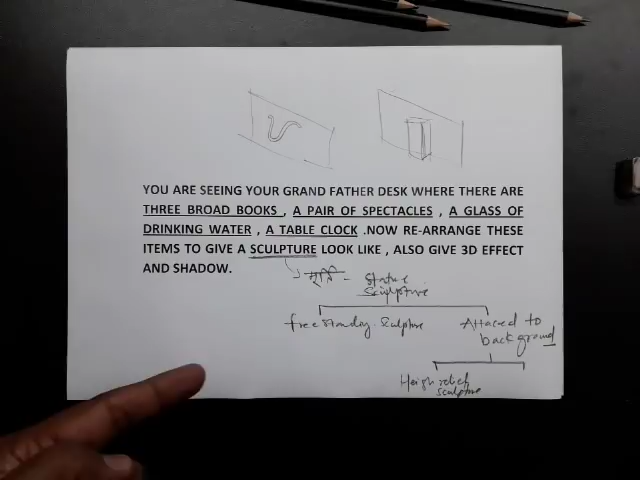 YOU ARE SEEING YOUR GRAND FATHER DESK WHERE THERE ARE
THREE BROAD BOOKS , A PAIR OF SPECTACLES , A GLASS OF
DRINKING WATER , A TABLE CLOCK .NOW RE-ARRANGE THESE
ITEMS TO GIVE A SCULPTURE LOOK LIKE , ALSO GIVE 3D EFFECT
AND SHADOW.
मूर्ति - Statue
Sculpture
free standing sculpture
Attaced to
background
Heigh relief
sculpture